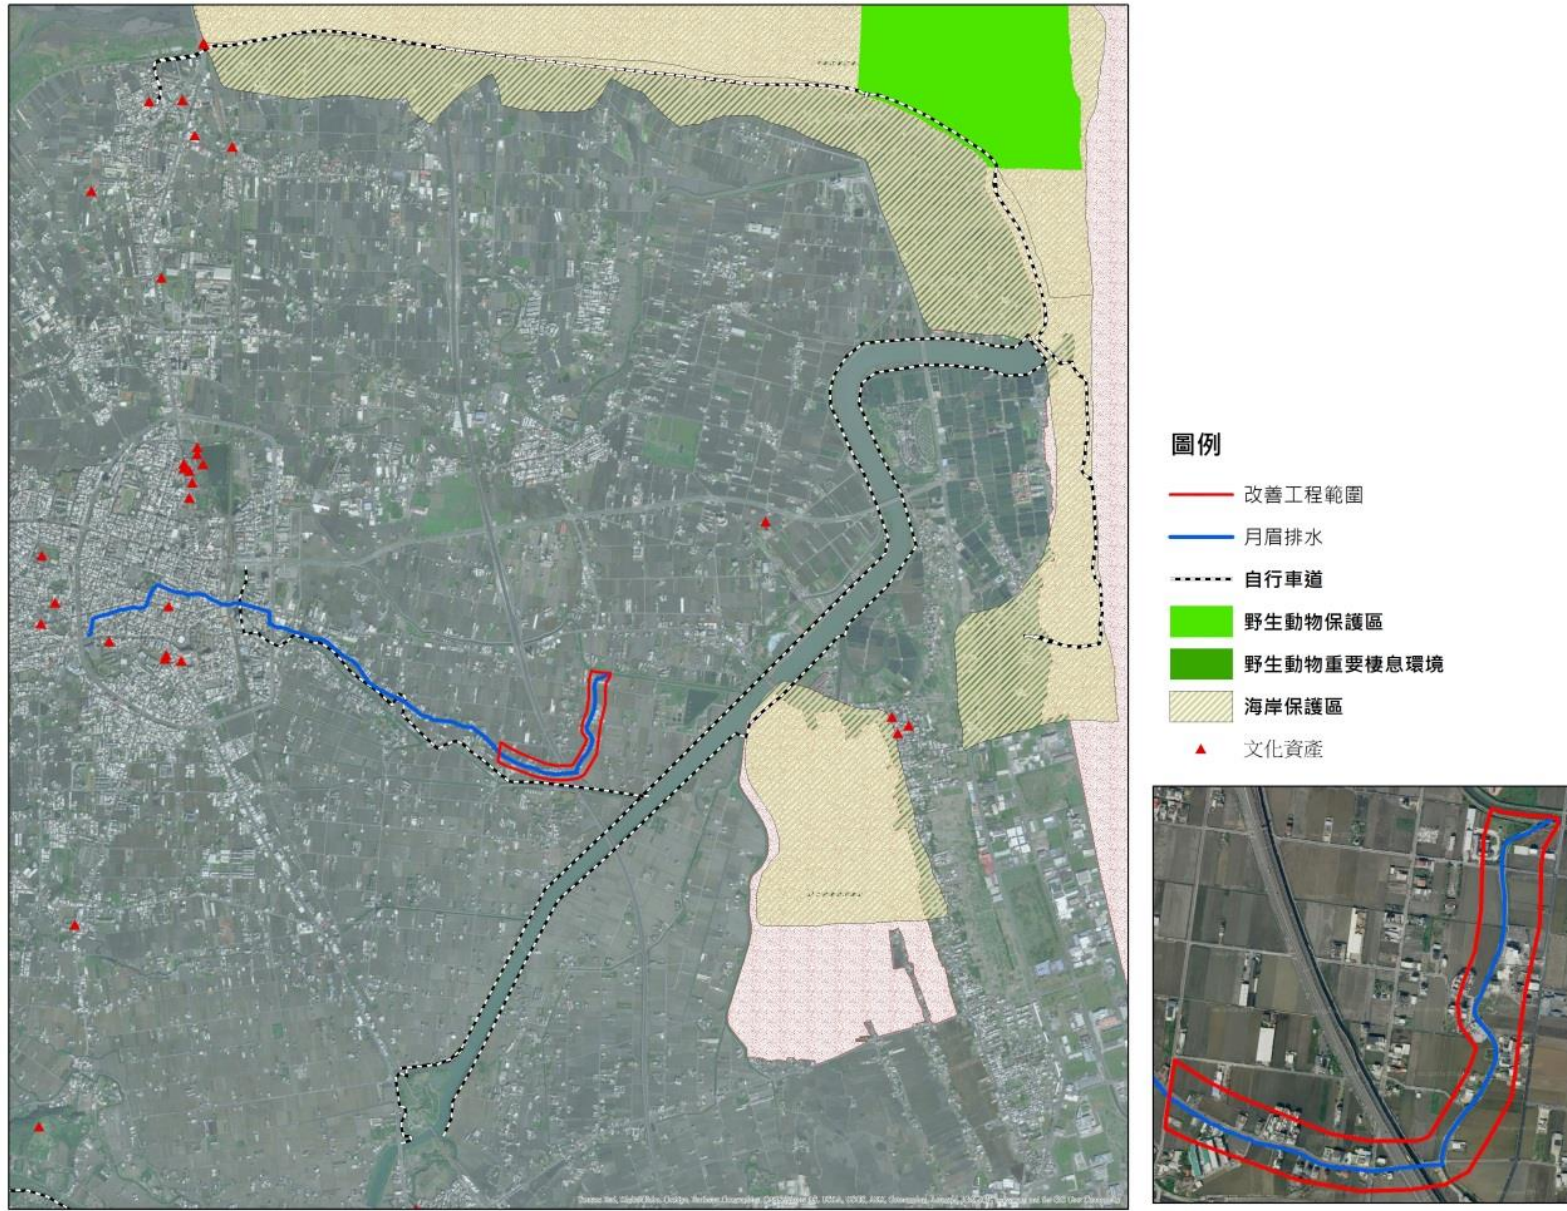 圖例
改善工程範圍
月眉排水
自行車道
野生動物保護區
野生動物重要棲息環境
海岸保護區
文化資產